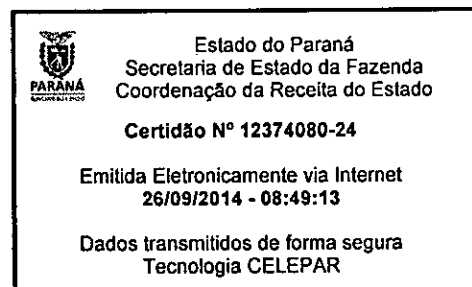 Estado do Paraná
Secretaria de Estado da Fazenda
Coordenação da Receita do Estado
PARANÁ
Certidão Nº 12374080-24
Emitida Eletronicamente via Internet
26/09/2014 - 08:49:13
Dados transmitidos de forma segura
Tecnologia CELEPAR